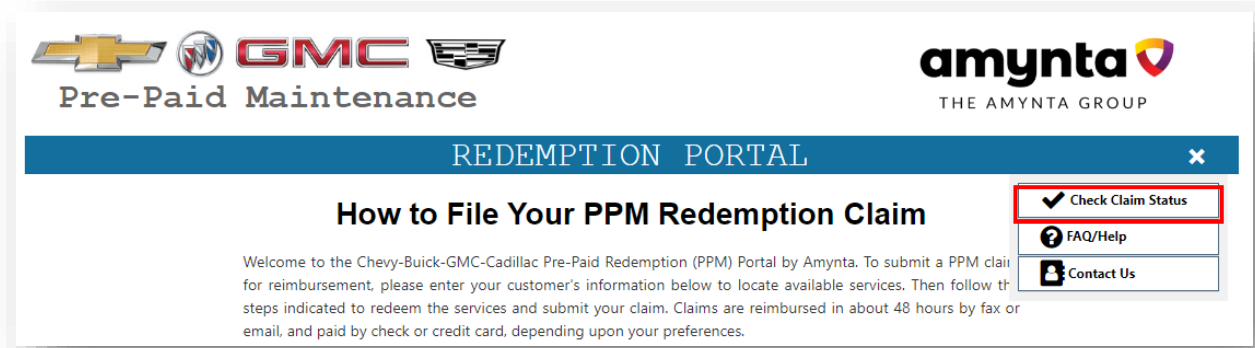 GMC
Pre-Paid Maintenance
amynta
THE AMYNTA GROUP
REDEMPTION PORTAL
How to File Your PPM Redemption Claim
Check Claim Status
FAQ/Help
Contact Us
Welcome to the Chevy-Buick-GMC-Cadillac Pre-Paid Redemption (PPM) Portal by Amynta. To submit a PPM clai
for reimbursement, please enter your customer's information below to locate available services. Then follow th
steps indicated to redeem the services and submit your claim. Claims are reimbursed in about 48 hours by fax or
email, and paid by check or credit card, depending upon your preferences.